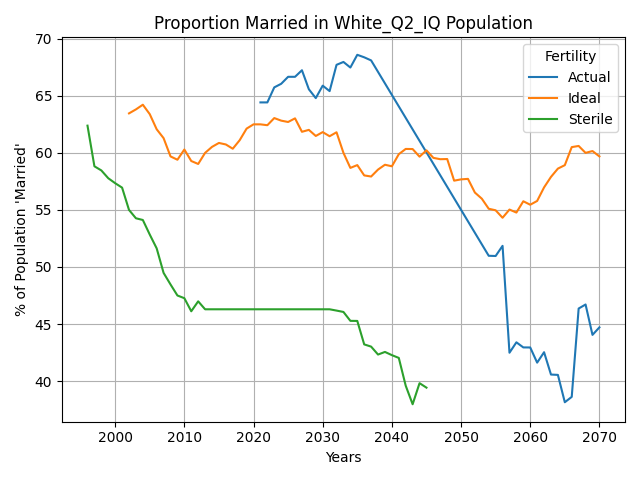 Proportion Married in White_Q2_IQ Population
% of Population 'Married'
70
65
60
55
50
45
40
2000 2010 2020 2030 2040 2050 2060 2070
Years
Fertility
Actual
Ideal
Sterile